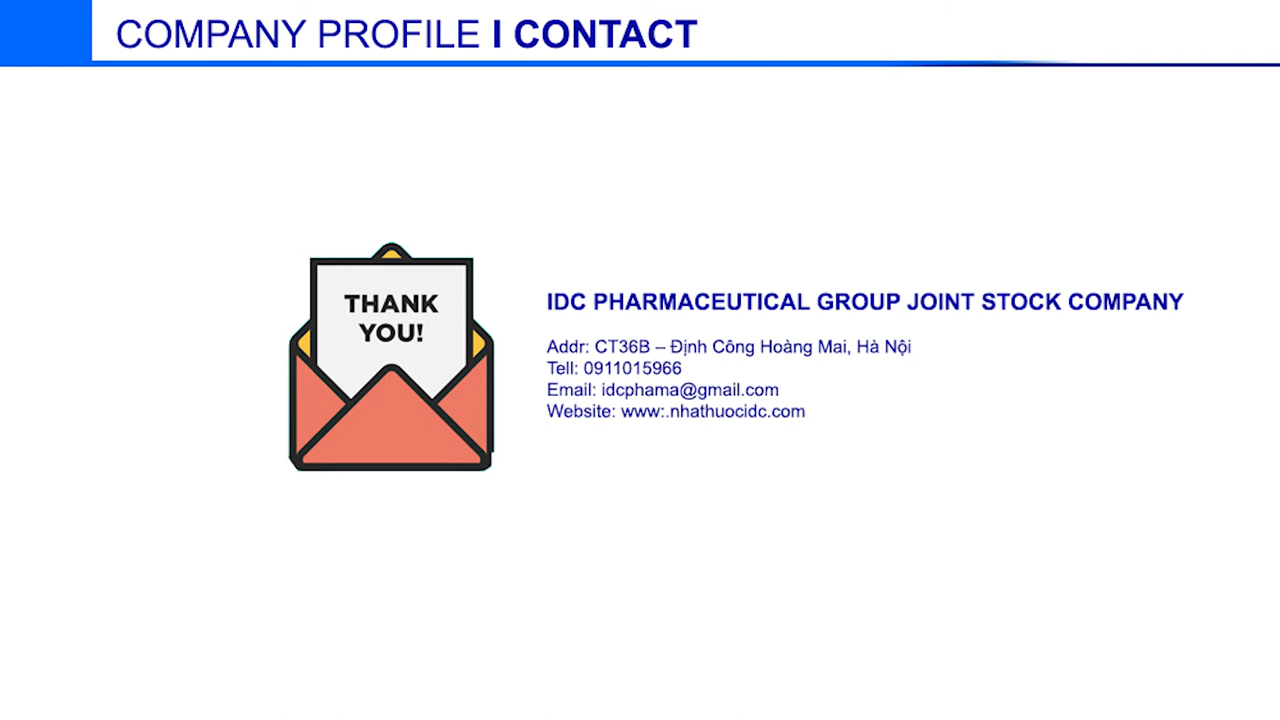 COMPANY PROFILE I CONTACT
THANK
YOU!
IDC PHARMACEUTICAL GROUP JOINT STOCK COMPANY
Addr: CT36B – Định Công Hoàng Mai, Hà Nội
Tell: 0911015966
Email: idcphama@gmail.com
Website: www:.nhathuocidc.com